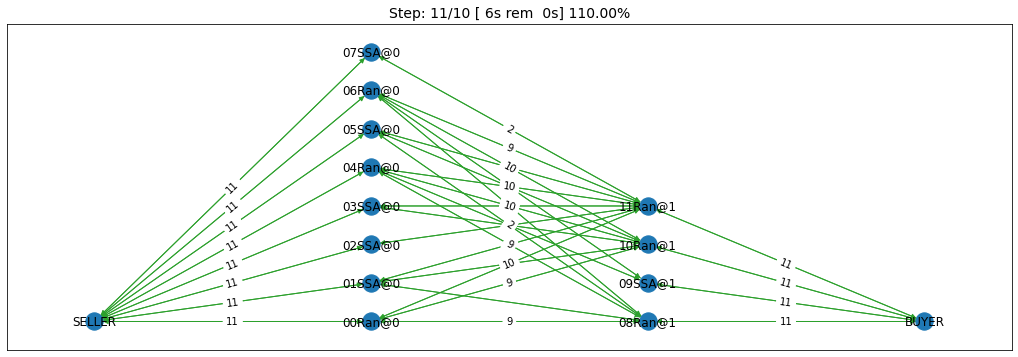 Step: 11/10 [ 6s rem  0s] 110.00%
07SSA@0
06Ran@0
05SSA@0
04Ran@0
03SSA@0
02SSA@0
01SSA@0
00Ran@0
11Ran@1
10Ran@1
09SSA@1
08Ran@1
SELLER
BUYER
11
11
11
11
11
11
11
11
2
9
10
10
10
2
9
10
9
9
11
11
11
11